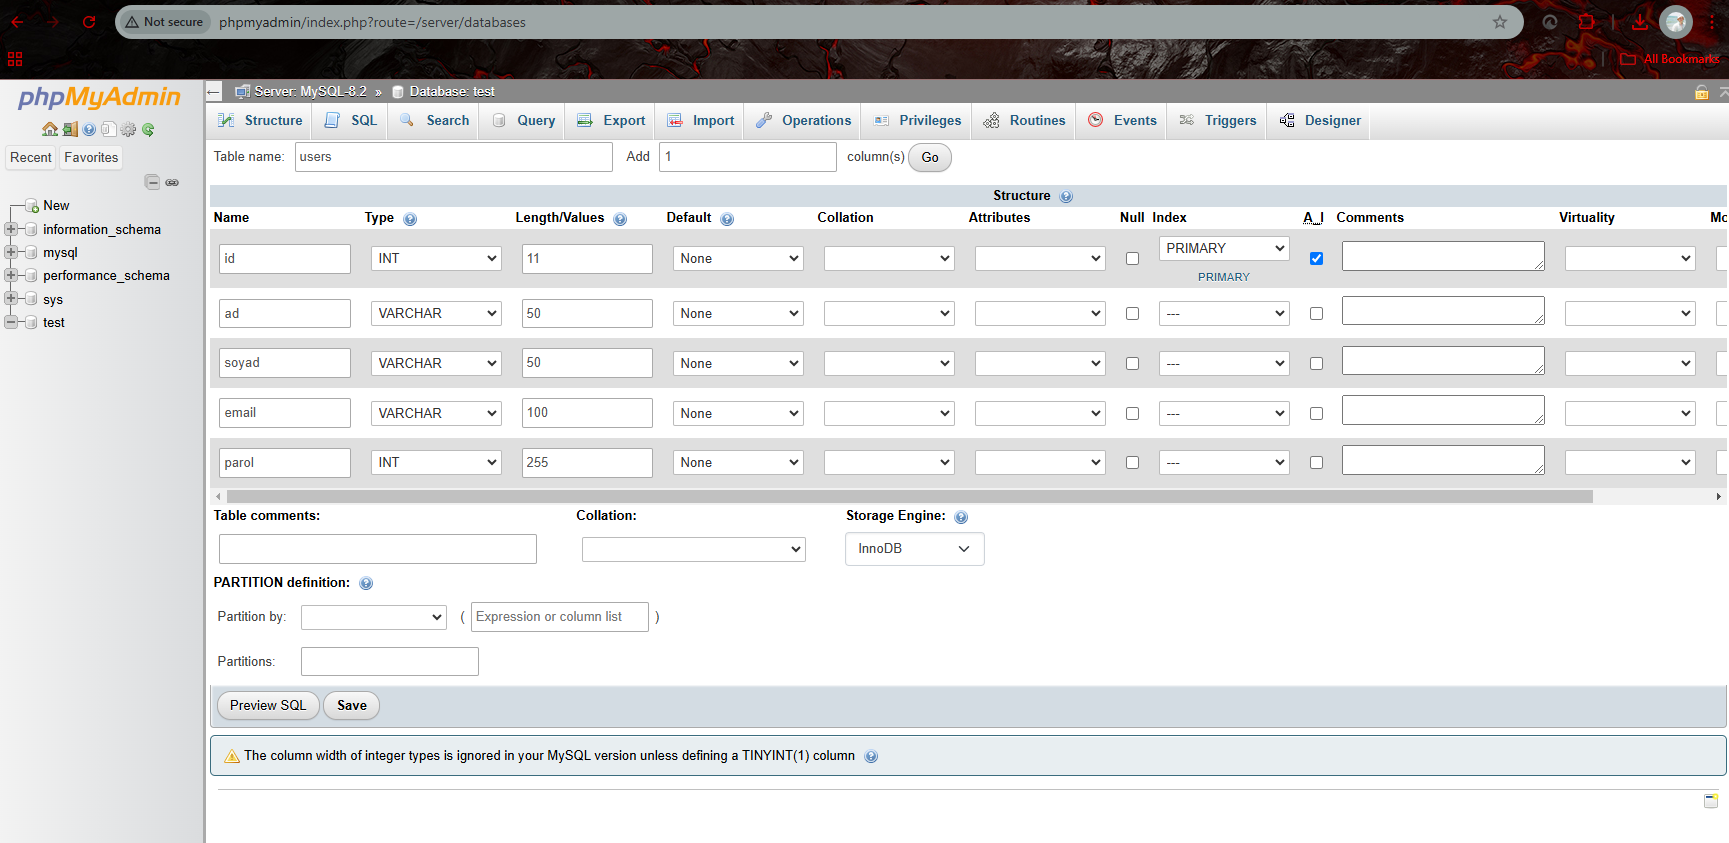 Not secure phpmyadmin/index.php?route=/server/databases
All Bookmarks
phpMyAdmin
Server: MySQL-8.2 » Database: test
Structure SQL Search Query Export Import Operations Privileges Routines Events Triggers Designer
Recent Favorites
New
information_schema
mysql
performance_schema
sys
test
Table name: users Add 1 column(s) Go
Structure
Name Type Length/Values Default Collation Attributes Null Index A_I Comments Virtuality Mo
id INT 11 None PRIMARY
PRIMARY
ad VARCHAR 50 None ---
soyad VARCHAR 50 None ---
email VARCHAR 100 None ---
parol INT 255 None ---
Table comments: Collation: Storage Engine:
InnoDB
PARTITION definition:
Partition by: ( Expression or column list )
Partitions:
Preview SQL Save
The column width of integer types is ignored in your MySQL version unless defining a TINYINT(1) column